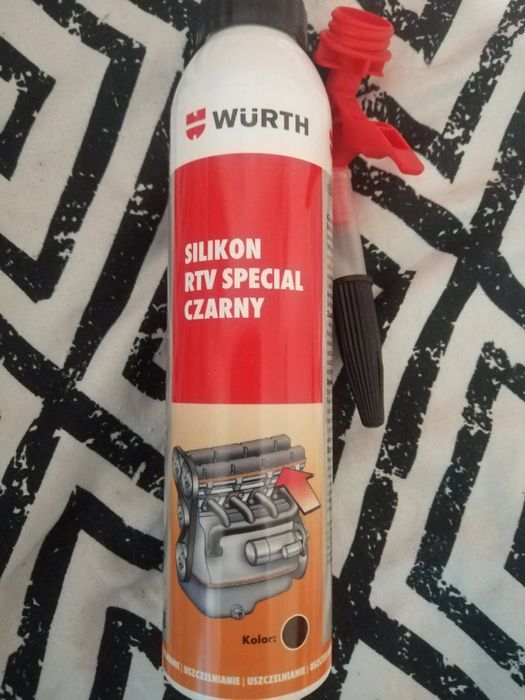 WÜRTH
SILIKON
RTV SPECIAL
CZARNY
Kolor:
USZCZELNIANIE | USZCZELNIANIE